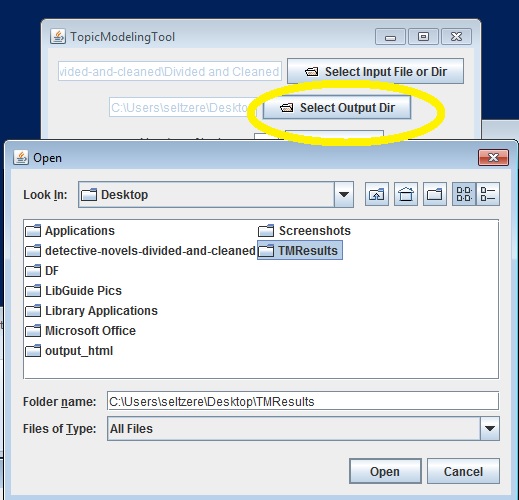 TopicModelingTool
vided-and-cleaned\Divided and Cleaned
Select Input File or Dir
C:\Users\seltzere\Desktop
Select Output Dir
Open
Look In:
Desktop
Applications
Screenshots
detective-novels-divided-and-cleaned
TMResults
DF
LibGuide Pics
Library Applications
Microsoft Office
output_html
Folder name:
C:\Users\seltzere\Desktop\TMResults
Files of Type:
All Files
Open
Cancel